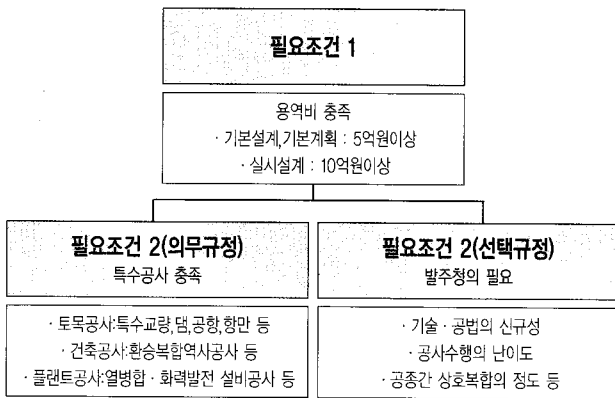 필요조건 1
용역비 충족
· 기본설계,기본계획 : 5억원이상
· 실시설계 : 10억원이상
필요조건 2(의무규정)
특수공사 충족
· 토목공사:특수교량,댐,공항,항만 등
· 건축공사:환승복합역사공사 등
· 플랜트공사:열병합 · 화력발전 설비공사 등
필요조건 2(선택규정)
발주청의 필요
· 기술 · 공법의 신규성
· 공사수행의 난이도
· 공종간 상호복합의 정도 등